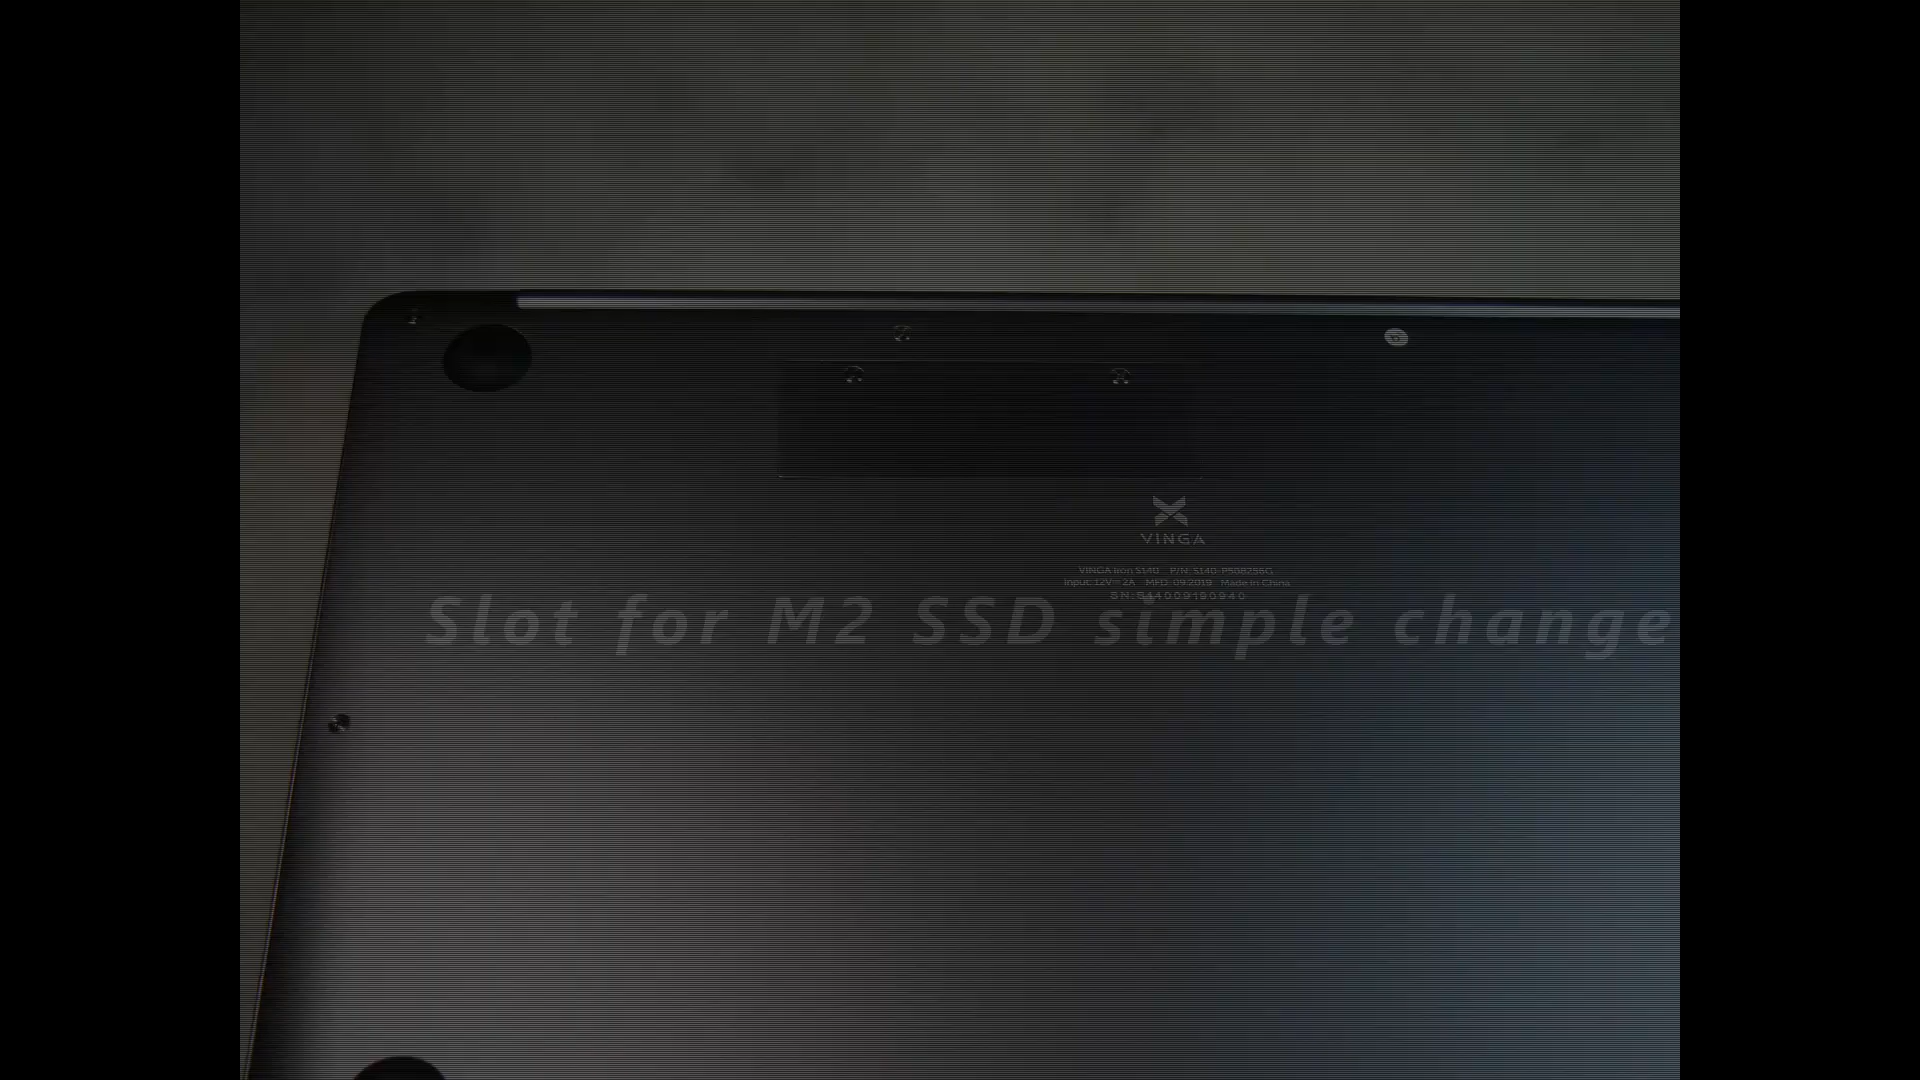 VINGA
VINGA Iron S140 P/N: S140-P508256G
Input: 12V⎓2A MFD: 09.2019 Made in China
SN:S14009190940
Slot for M2 SSD simple change